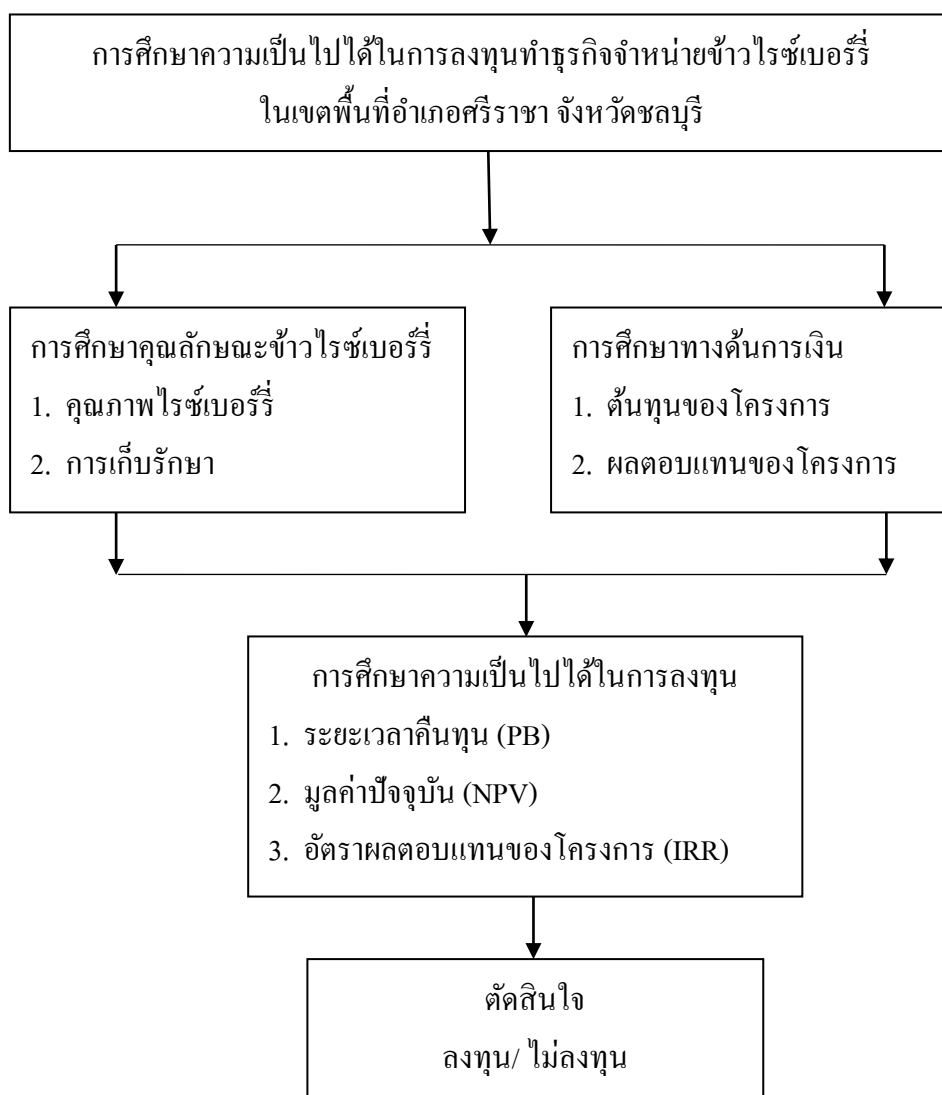 การศึกษาความเป็นไปได้ในการลงทุนทำธุรกิจจำหน่ายข้าวไรซ์เบอร์รี่
ในเขตพื้นที่อำเภอศรีราชา จังหวัดชลบุรี
การศึกษาคุณลักษณะข้าวไรซ์เบอร์รี่
1. คุณภาพไรซ์เบอร์รี่
2. การเก็บรักษา
การศึกษาทางด้านการเงิน
1. ต้นทุนของโครงการ
2. ผลตอบแทนของโครงการ
การศึกษาความเป็นไปได้ในการลงทุน
1. ระยะเวลาคืนทุน (PB)
2. มูลค่าปัจจุบัน (NPV)
3. อัตราผลตอบแทนของโครงการ (IRR)
ตัดสินใจ
ลงทุน/ ไม่ลงทุน